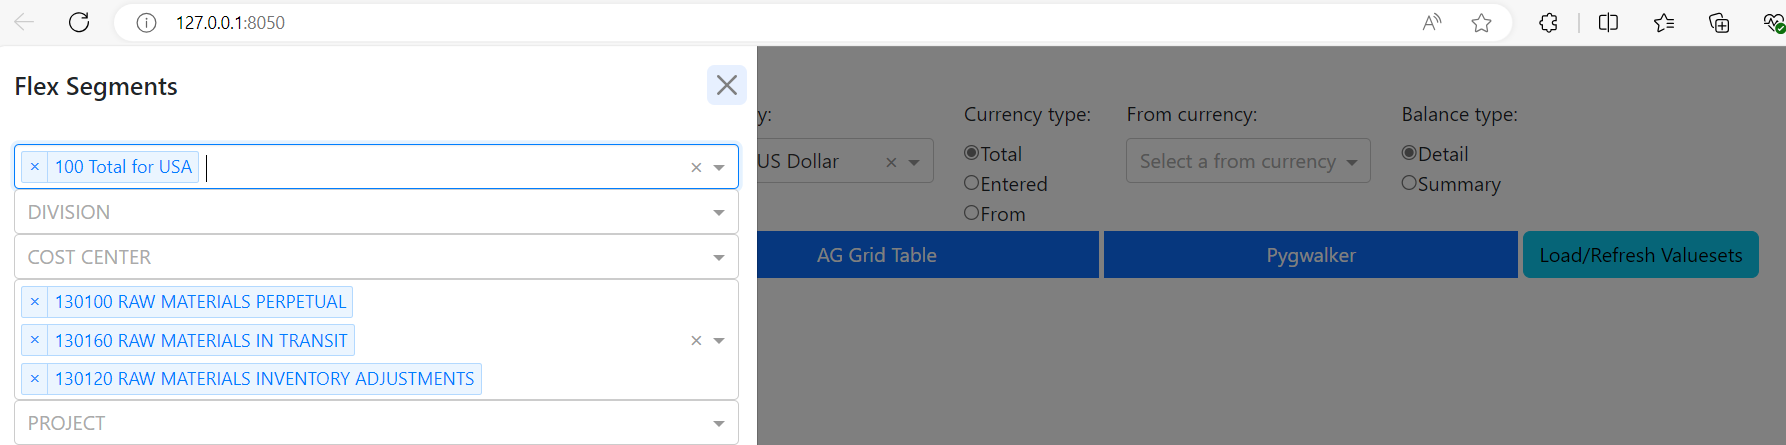 127.0.0.1:8050
Flex Segments
× 100 Total for USA ×
DIVISION
COST CENTER
× 130100 RAW MATERIALS PERPETUAL
× 130160 RAW MATERIALS IN TRANSIT ×
× 130120 RAW MATERIALS INVENTORY ADJUSTMENTS
PROJECT
y: Currency type: From currency: Balance type:
US Dollar × Total Select a from currency Detail
Entered Summary
From
AG Grid Table Pygwalker Load/Refresh Valuesets